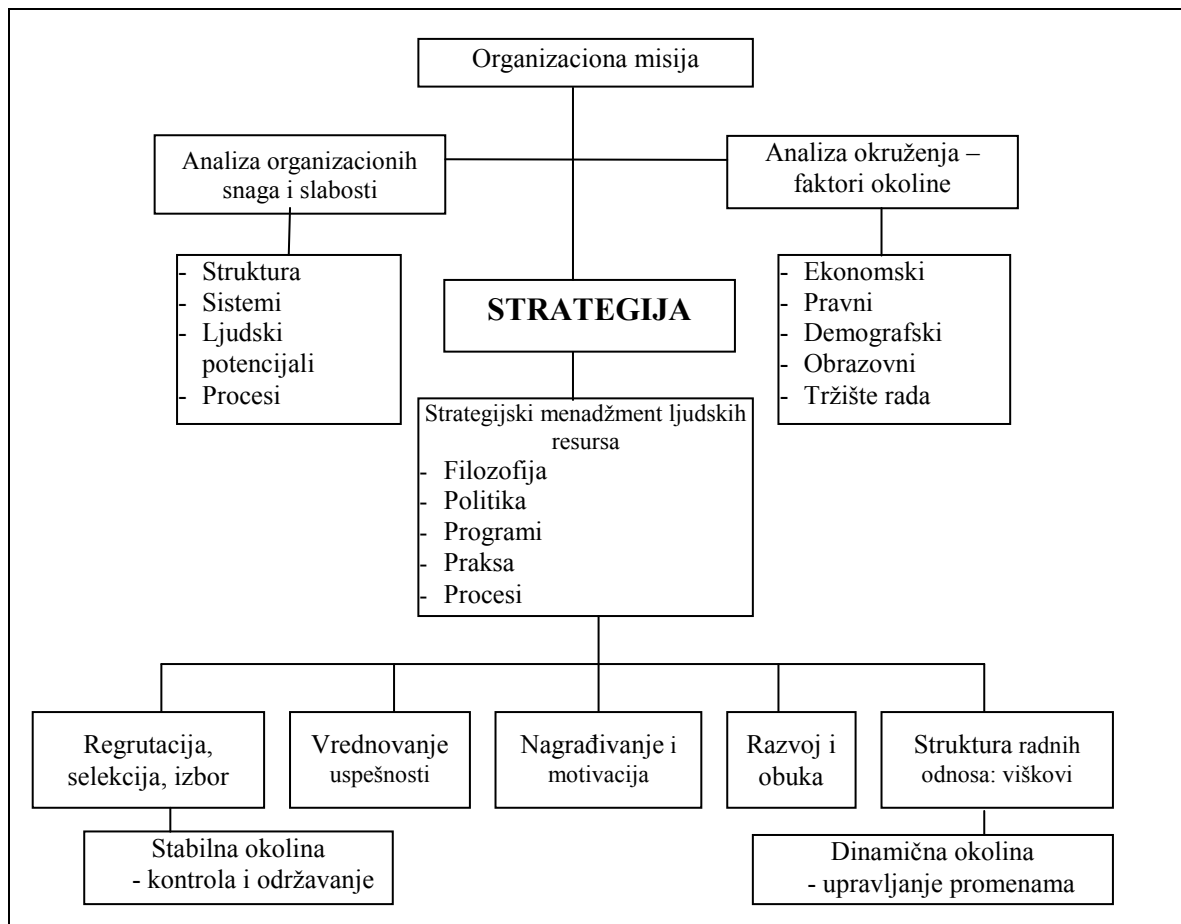 Organizaciona misija
Analiza organizacionih
snaga i slabosti
Analiza okruženja –
faktori okoline
- Struktura
- Sistemi
- Ljudski
potencijali
- Procesi
STRATEGIJA
- Ekonomski
- Pravni
- Demografski
- Obrazovni
- Tržište rada
Strategijski menadžment ljudskih
resursa
- Filozofija
- Politika
- Programi
- Praksa
- Procesi
Regrutacija,
selekcija, izbor
Vrednovanje
uspešnosti
Nagrađivanje i
motivacija
Razvoj i
obuka
Struktura radnih
odnosa: viškovi
Stabilna okolina
- kontrola i održavanje
Dinamična okolina
- upravljanje promenama